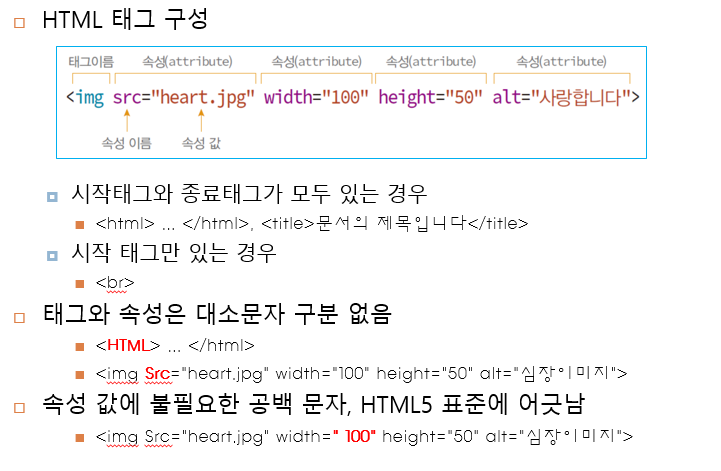 HTML 태그 구성
태그이름 속성(attribute) 속성(attribute) 속성(attribute) 속성(attribute)
<img src="heart.jpg" width="100" height="50" alt="사랑합니다">
속성 이름 속성 값
시작태그와 종료태그가 모두 있는 경우
<html> ... </html>, <title>문서의 제목입니다</title>
시작 태그만 있는 경우
<br>
태그와 속성은 대소문자 구분 없음
<HTML> ... </html>
<img Src="heart.jpg" width="100" height="50" alt="심장이미지">
속성 값에 불필요한 공백 문자, HTML5 표준에 어긋남
<img Src="heart.jpg" width=" 100" height="50" alt="심장이미지">